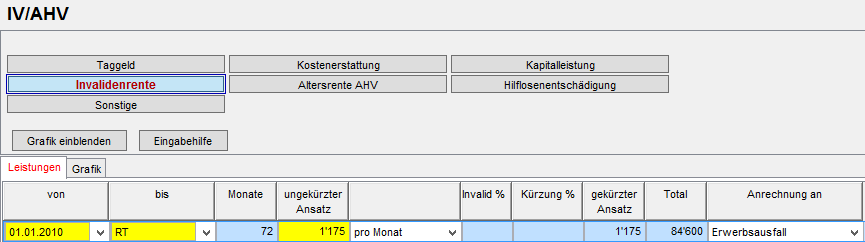 IV/AHV
Taggeld Kostenerstattung Kapitalleistung
Invalidenrente Altersrente AHV Hilflosenentschädigung
Sonstige
Grafik einblenden Eingabehilfe
Leistungen Grafik
von bis Monate ungekürzter Ansatz Invalid % Kürzung % gekürzter Ansatz Total Anrechnung an
01.01.2010 RT 72 1'175 pro Monat 1'175 84'600 Erwerbsausfall